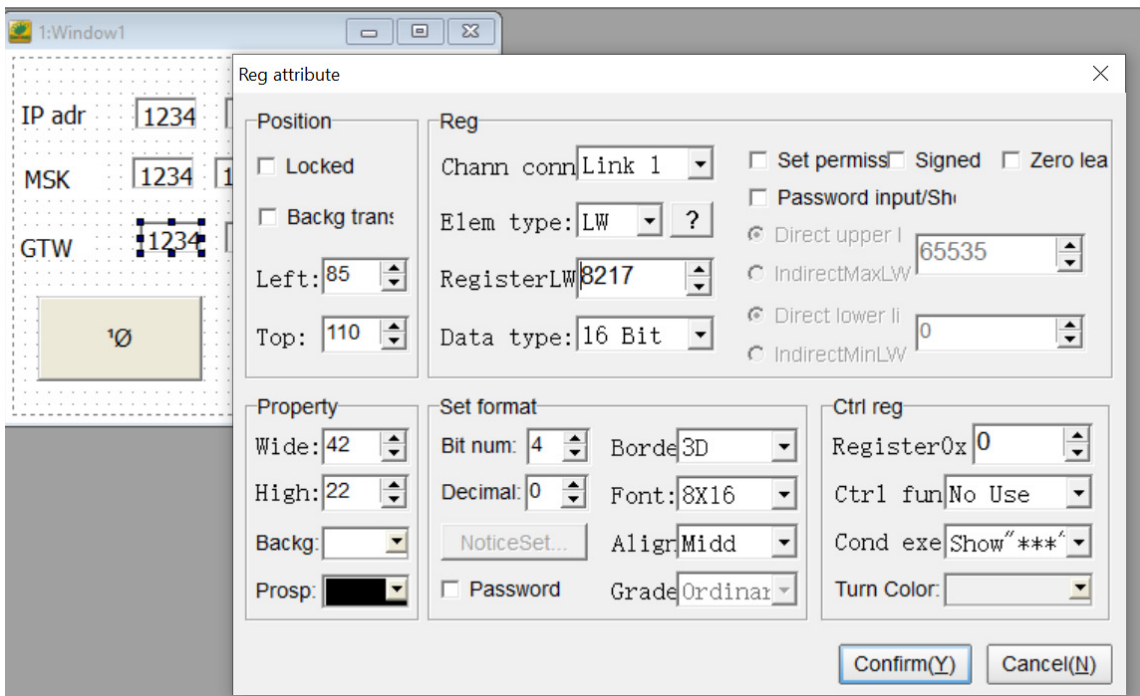 1:Window1
Reg attribute
IP adr
1234
MSK
1234
1
GTW
1234
¹Ø
Position
Locked
Backg trans
Left:
85
Top:
110
Reg
Chann conn
Link 1
Elem type:
LW
?
RegisterLW
8217
Data type:
16 Bit
Set permiss
Signed
Zero lea
Password input/Sh
Direct upper l
65535
IndirectMaxLW
Direct lower li
0
IndirectMinLW
Property
Wide:
42
High:
22
Backg:
Prosp:
Set format
Bit num:
4
Borde
3D
Decimal:
0
Font:
8X16
NoticeSet...
Align
Midd
Password
Grade
Ordinar
Ctrl reg
Register0x
0
Ctrl fun
No Use
Cond exe
Show"***"
Turn Color:
Confirm(Y)
Cancel(N)